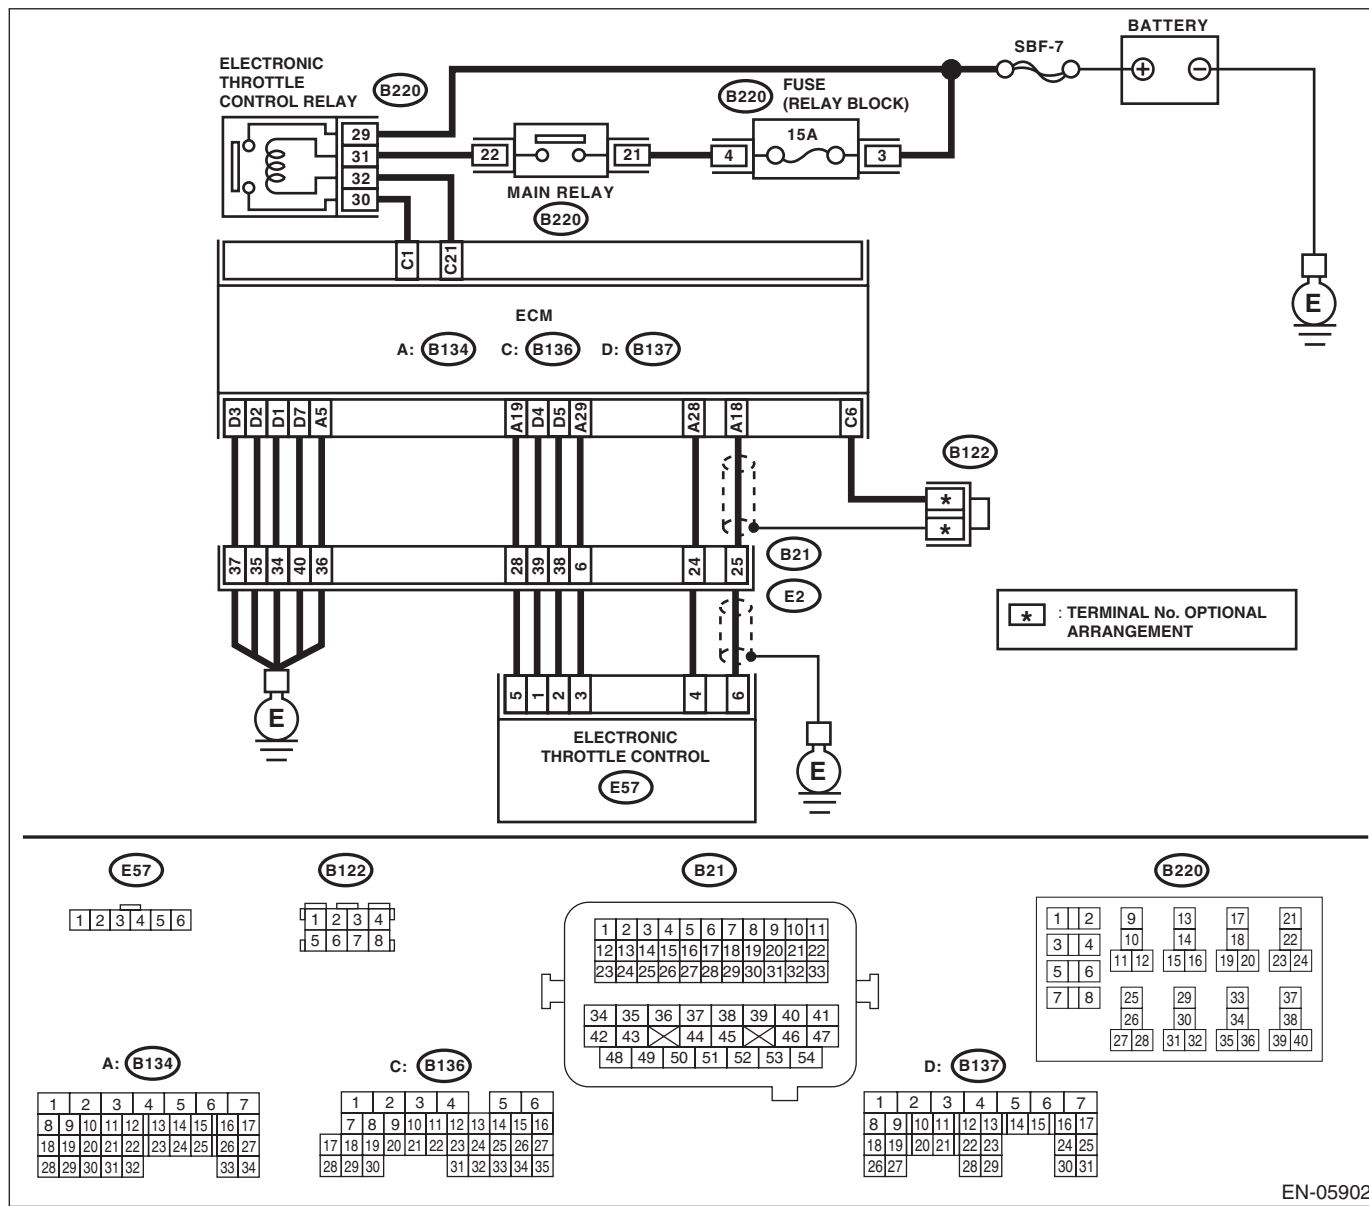 BATTERY
SBF-7
+ −
ELECTRONIC
THROTTLE
CONTROL RELAY
B220
B220
FUSE
(RELAY BLOCK)
15A
29
31
32
30
22
21
4
3
MAIN RELAY
B220
C1 C21
E
ECM
A: B134 C: B136 D: B137
D3 D2 D1 D7 A5 A19 D4 D5 A29 A28 A18 C6
B122
*
*
37 35 34 40 36 28 39 38 6 24 25
B21
E2
* : TERMINAL No. OPTIONAL
ARRANGEMENT
5 1 2 3 4 6
E
ELECTRONIC
THROTTLE CONTROL
E57
E
E57
1 2 3 4 5 6
B122
1 2 3 4
5 6 7 8
B21
1 2 3 4 5 6 7 8 9 10 11
12 13 14 15 16 17 18 19 20 21 22
23 24 25 26 27 28 29 30 31 32 33
34 35 36 37 38 39 40 41
42 43 44 45 46 47
48 49 50 51 52 53 54
B220
1 2 9 13 17 21
3 4 10 14 18 22
5 6 11 12 15 16 19 20 23 24
7 8 25 29 33 37
26 30 34 38
27 28 31 32 35 36 39 40
A: B134
1 2 3 4 5 6 7
8 9 10 11 12 13 14 15 16 17
18 19 20 21 22 23 24 25 26 27
28 29 30 31 32 33 34
C: B136
1 2 3 4 5 6
7 8 9 10 11 12 13 14 15 16
17 18 19 20 21 22 23 24 25 26 27
28 29 30 31 32 33 34 35
D: B137
1 2 3 4 5 6 7
8 9 10 11 12 13 14 15 16 17
18 19 20 21 22 23 24 25
26 27 28 29 30 31
EN-05902